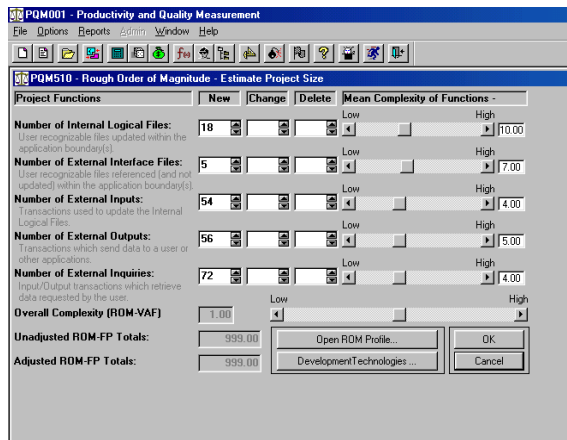 PQM001 - Productivity and Quality Measurement
File Options Reports Admin Window Help
PQM510 - Rough Order of Magnitude - Estimate Project Size
Project Functions New Change Delete Mean Complexity of Functions -
Low High
Number of Internal Logical Files: 18 10.00
User recognizable files updated within the
application boundary(s).
Low High
Number of External Interface Files: 5 7.00
User recognizable files referenced (and not
updated) within the application boundary(s).
Low High
Number of External Inputs: 54 4.00
Transactions used to update the Internal
Logical Files.
Low High
Number of External Outputs: 56 5.00
Transactions which send data to a user or
other applications.
Low High
Number of External Inquiries: 72 4.00
Input/Output transactions which retrieve
data requested by the user.
Low High
Overall Complexity (ROM-VAF) 1.00
Unadjusted ROM-FP Totals: 999.00 Open ROM Profile... OK
Adjusted ROM-FP Totals: 999.00 DevelopmentTechnologies ... Cancel